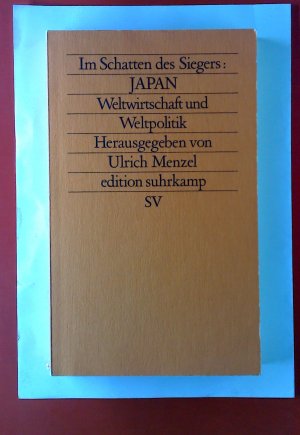 Im Schatten des Siegers:
JAPAN
Weltwirtschaft und
Weltpolitik
Herausgegeben von
Ulrich Menzel
edition suhrkamp
SV